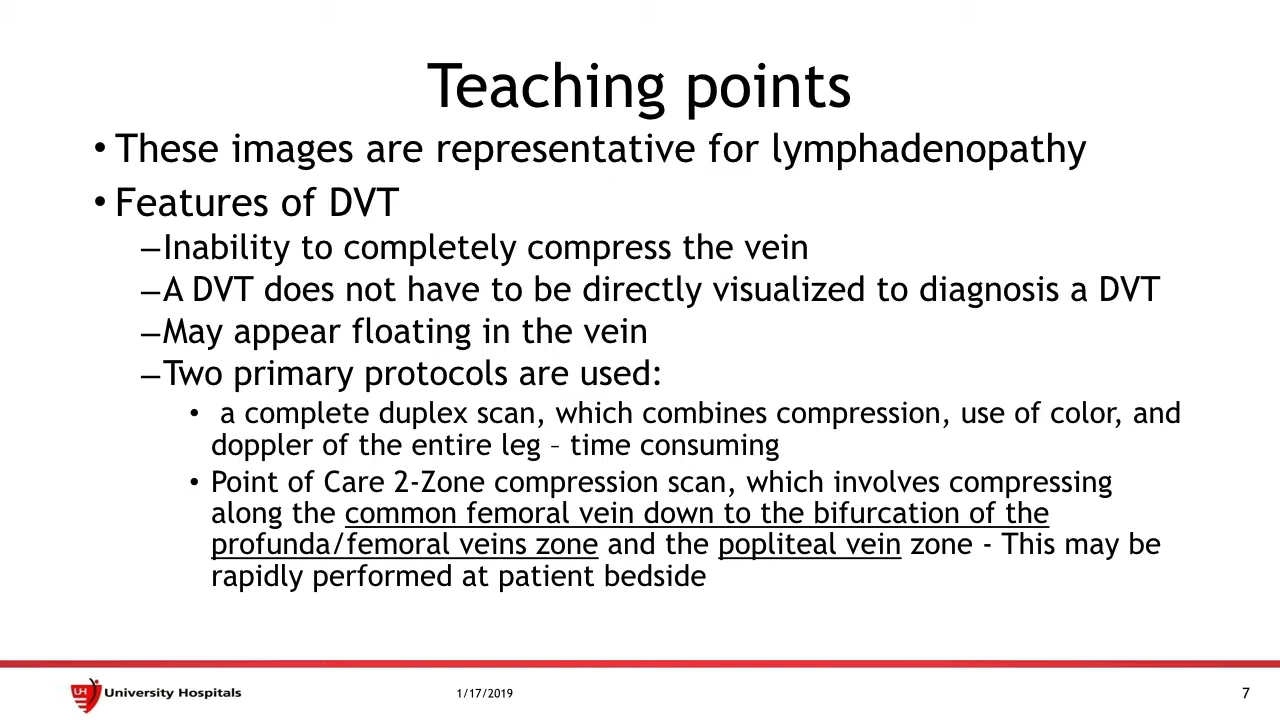 Teaching points
• These images are representative for lymphadenopathy
• Features of DVT
–Inability to completely compress the vein
–A DVT does not have to be directly visualized to diagnosis a DVT
–May appear floating in the vein
–Two primary protocols are used:
• a complete duplex scan, which combines compression, use of color, and
doppler of the entire leg – time consuming
• Point of Care 2-Zone compression scan, which involves compressing
along the common femoral vein down to the bifurcation of the
profunda/femoral veins zone and the popliteal vein zone - This may be
rapidly performed at patient bedside
UH University Hospitals
1/17/2019
7